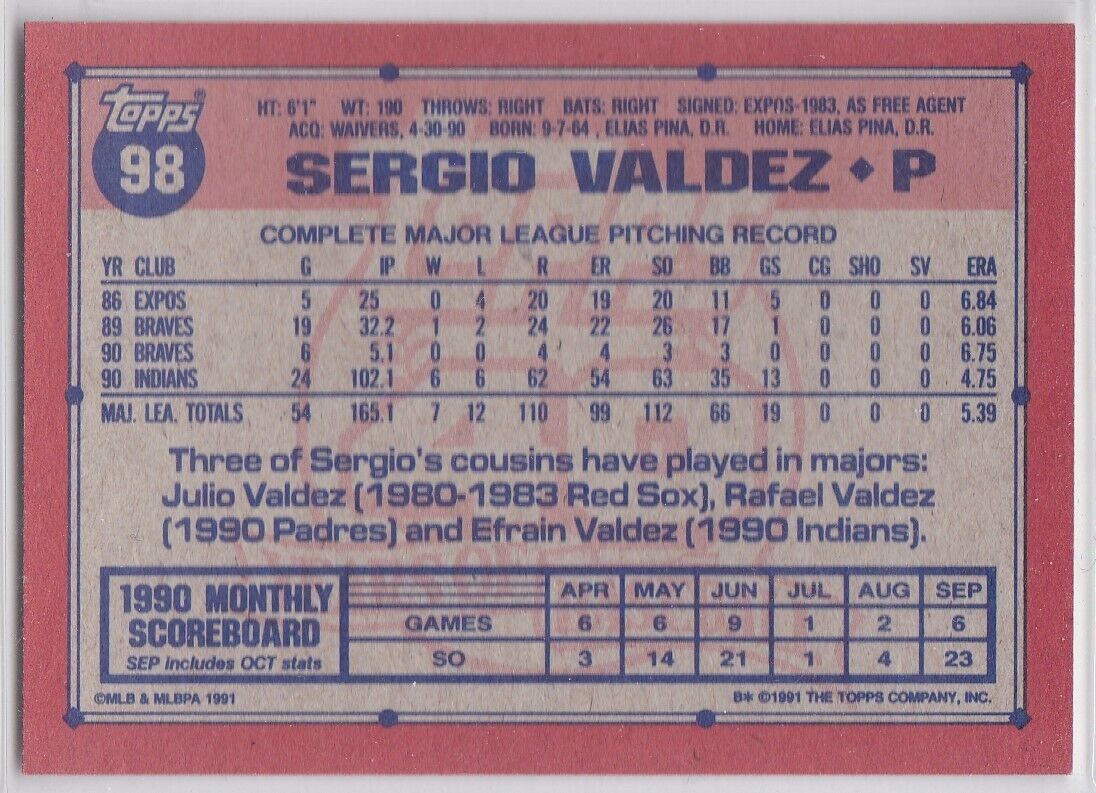 Topps®
98
HT: 6'1" WT: 190 THROWS: RIGHT BATS: RIGHT SIGNED: EXPOS-1983, AS FREE AGENT
ACQ: WAIVERS, 4-30-90 BORN: 9-7-64 , ELIAS PINA, D.R. HOME: ELIAS PINA, D.R.
SERGIO VALDEZ ♦ P
COMPLETE MAJOR LEAGUE PITCHING RECORD
YR CLUB G IP W L R ER SO BB GS CG SHO SV ERA
86 EXPOS 5 25 0 4 20 19 20 11 5 0 0 0 6.84
89 BRAVES 19 32.2 1 2 24 22 26 17 1 0 0 0 6.06
90 BRAVES 6 5.1 0 0 4 4 3 3 0 0 0 0 6.75
90 INDIANS 24 102.1 6 6 62 54 63 35 13 0 0 0 4.75
MAJ. LEA. TOTALS 54 165.1 7 12 110 99 112 66 19 0 0 0 5.39
Three of Sergio's cousins have played in majors:
Julio Valdez (1980-1983 Red Sox), Rafael Valdez
(1990 Padres) and Efrain Valdez (1990 Indians).
1990 MONTHLY
SCOREBOARD
SEP includes OCT stats
APR MAY JUN JUL AUG SEP
GAMES 6 6 9 1 2 6
SO 3 14 21 1 4 23
©MLB & MLBPA 1991
B* ©1991 THE TOPPS COMPANY, INC.